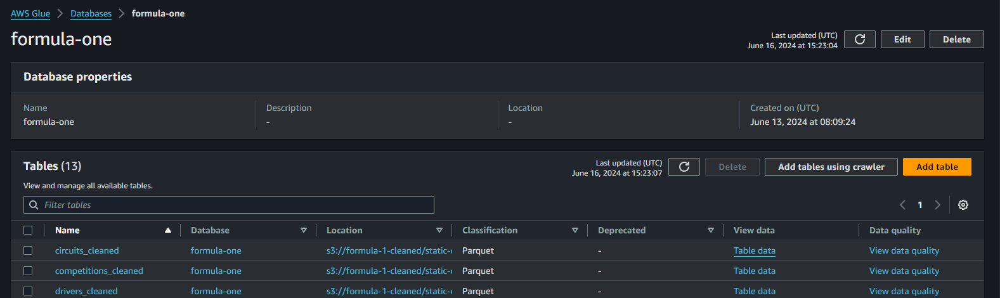 AWS Glue > Databases > formula-one
formula-one
Last updated (UTC)
June 16, 2024 at 15:23:04
Edit
Delete
Database properties
Name
formula-one
Description
-
Location
-
Created on (UTC)
June 13, 2024 at 08:09:24
Tables (13)
View and manage all available tables.
Last updated (UTC)
June 16, 2024 at 15:23:07
Delete
Add tables using crawler
Add table
Filter tables
1
Name Database Location Classification Deprecated View data Data quality
circuits_cleaned formula-one s3://formula-1-cleaned/static- Parquet - Table data View data quality
competitions_cleaned formula-one s3://formula-1-cleaned/static- Parquet - Table data View data quality
drivers_cleaned formula-one s3://formula-1-cleaned/static- Parquet - Table data View data quality